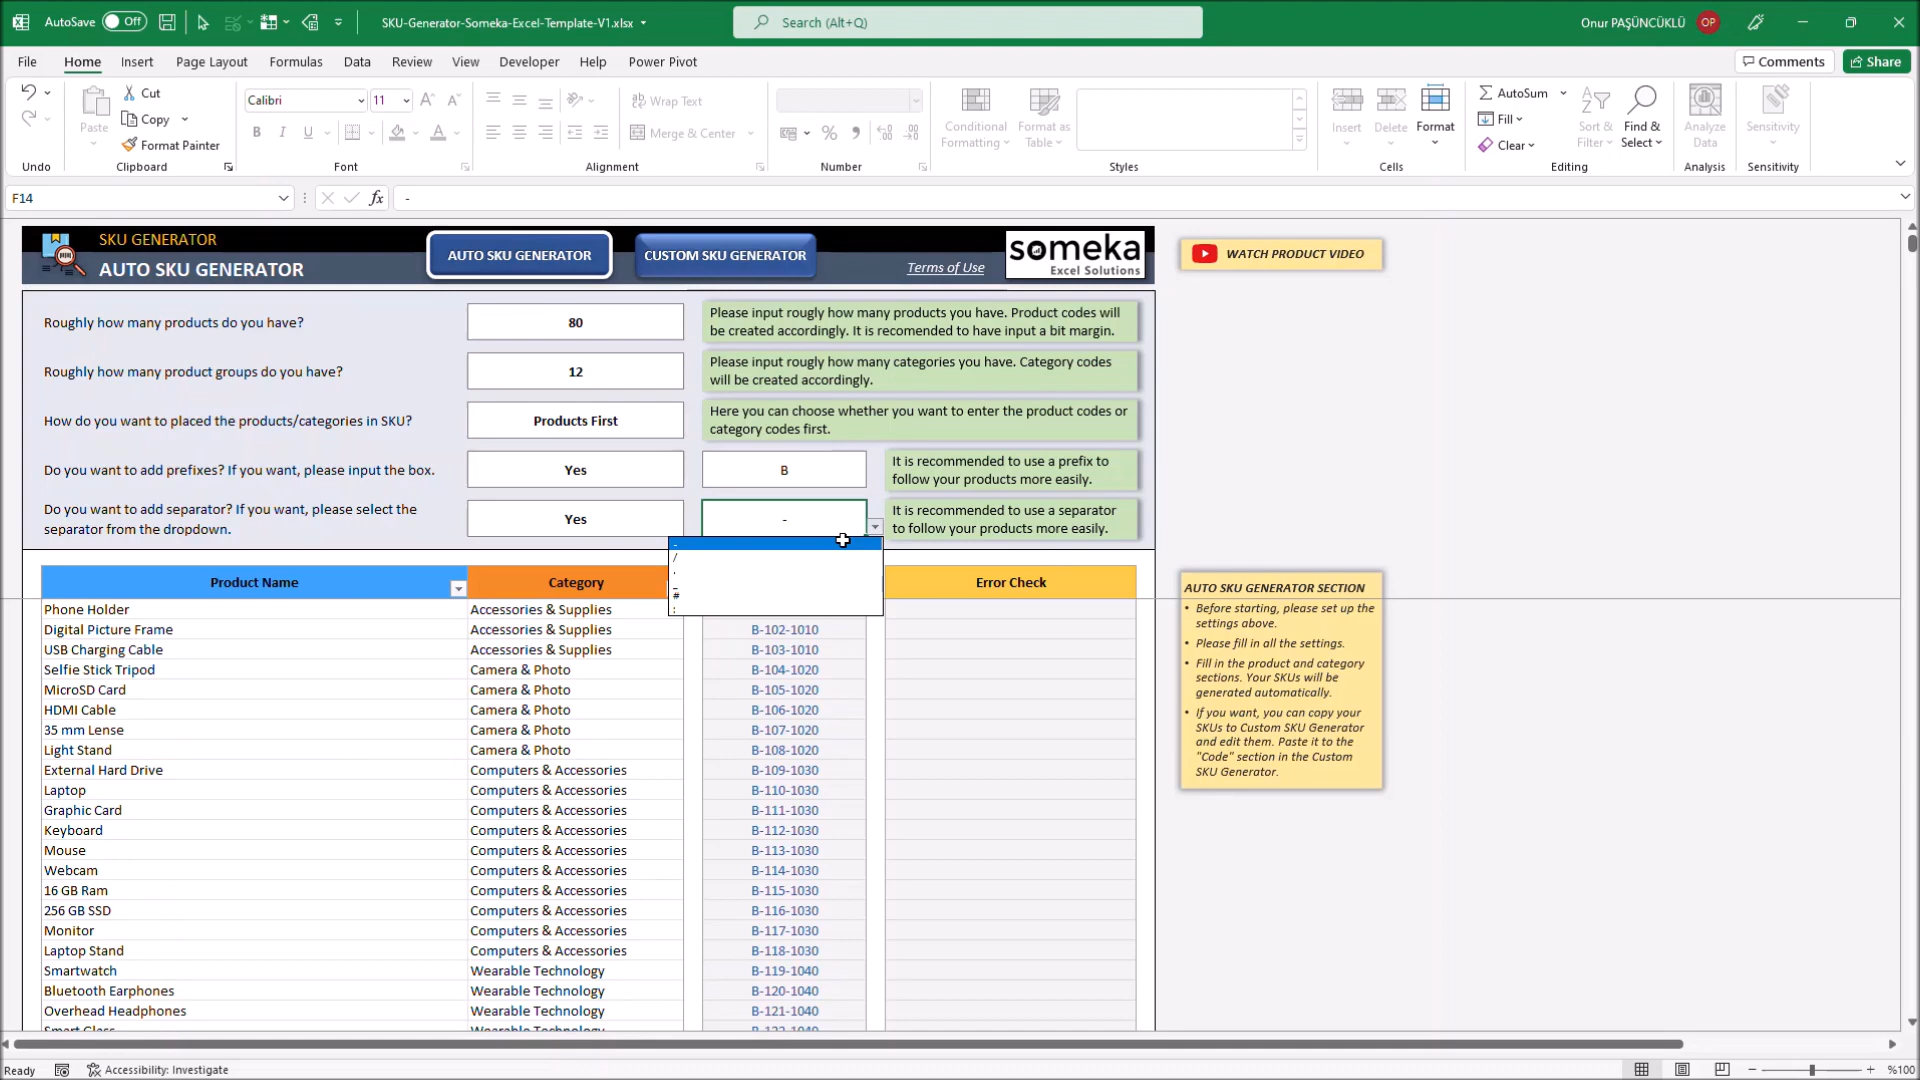 AutoSave Off SKU-Generator-Someka-Excel-Template-V1.xlsx Search (Alt+Q) Onur PAŞÜNCÜKLÜ OP
File Home Insert Page Layout Formulas Data Review View Developer Help Power Pivot Comments Share
Cut
Copy
Format Painter
Paste
Undo
Clipboard
Calibri 11
B I U A
Font
Wrap Text
Merge & Center
Alignment
% 
Number
Conditional Formatting
Format as Table
Styles
Insert Delete Format
Cells
AutoSum
Fill
Clear
Sort & Filter
Find & Select
Editing
Analyze Data
Analysis
Sensitivity
Sensitivity
F14 fx -
SKU GENERATOR
AUTO SKU GENERATOR
AUTO SKU GENERATOR
CUSTOM SKU GENERATOR
Terms of Use
someka
Excel Solutions
WATCH PRODUCT VIDEO
Roughly how many products do you have? 80
Please input rougly how many products you have. Product codes will
be created accordingly. It is recomended to have input a bit margin.
Roughly how many product groups do you have? 12
Please input rougly how many categories you have. Category codes
will be created accordingly.
How do you want to placed the products/categories in SKU? Products First
Here you can choose whether you want to enter the product codes or
category codes first.
Do you want to add prefixes? If you want, please input the box. Yes B
It is recommended to use a prefix to
follow your products more easily.
Do you want to add separator? If you want, please select the
separator from the dropdown.
Yes -
It is recommended to use a separator
to follow your products more easily.
-
/
.
_
#
:
Product Name Category Error Check
Phone Holder Accessories & Supplies
Digital Picture Frame Accessories & Supplies B-102-1010
USB Charging Cable Accessories & Supplies B-103-1010
Selfie Stick Tripod Camera & Photo B-104-1020
MicroSD Card Camera & Photo B-105-1020
HDMI Cable Camera & Photo B-106-1020
35 mm Lense Camera & Photo B-107-1020
Light Stand Camera & Photo B-108-1020
External Hard Drive Computers & Accessories B-109-1030
Laptop Computers & Accessories B-110-1030
Graphic Card Computers & Accessories B-111-1030
Keyboard Computers & Accessories B-112-1030
Mouse Computers & Accessories B-113-1030
Webcam Computers & Accessories B-114-1030
16 GB Ram Computers & Accessories B-115-1030
256 GB SSD Computers & Accessories B-116-1030
Monitor Computers & Accessories B-117-1030
Laptop Stand Computers & Accessories B-118-1030
Smartwatch Wearable Technology B-119-1040
Bluetooth Earphones Wearable Technology B-120-1040
Overhead Headphones Wearable Technology B-121-1040
Smart Glass Wearable Technology B-122-1040
AUTO SKU GENERATOR SECTION
• Before starting, please set up the
settings above.
• Please fill in all the settings.
• Fill in the product and category
sections. Your SKUs will be
generated automatically.
• If you want, you can copy your
SKUs to Custom SKU Generator
and edit them. Paste it to the
"Code" section in the Custom
SKU Generator.
Ready Accessibility: Investigate %100